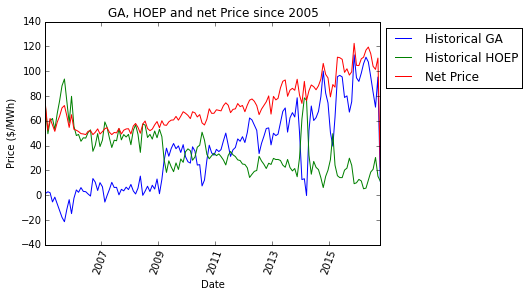 GA, HOEP and net Price since 2005
140
120
100
80
60
40
20
0
−20
−40
Price ($/MWh)
2007
2009
2011
2013
2015
Date
Historical GA
Historical HOEP
Net Price